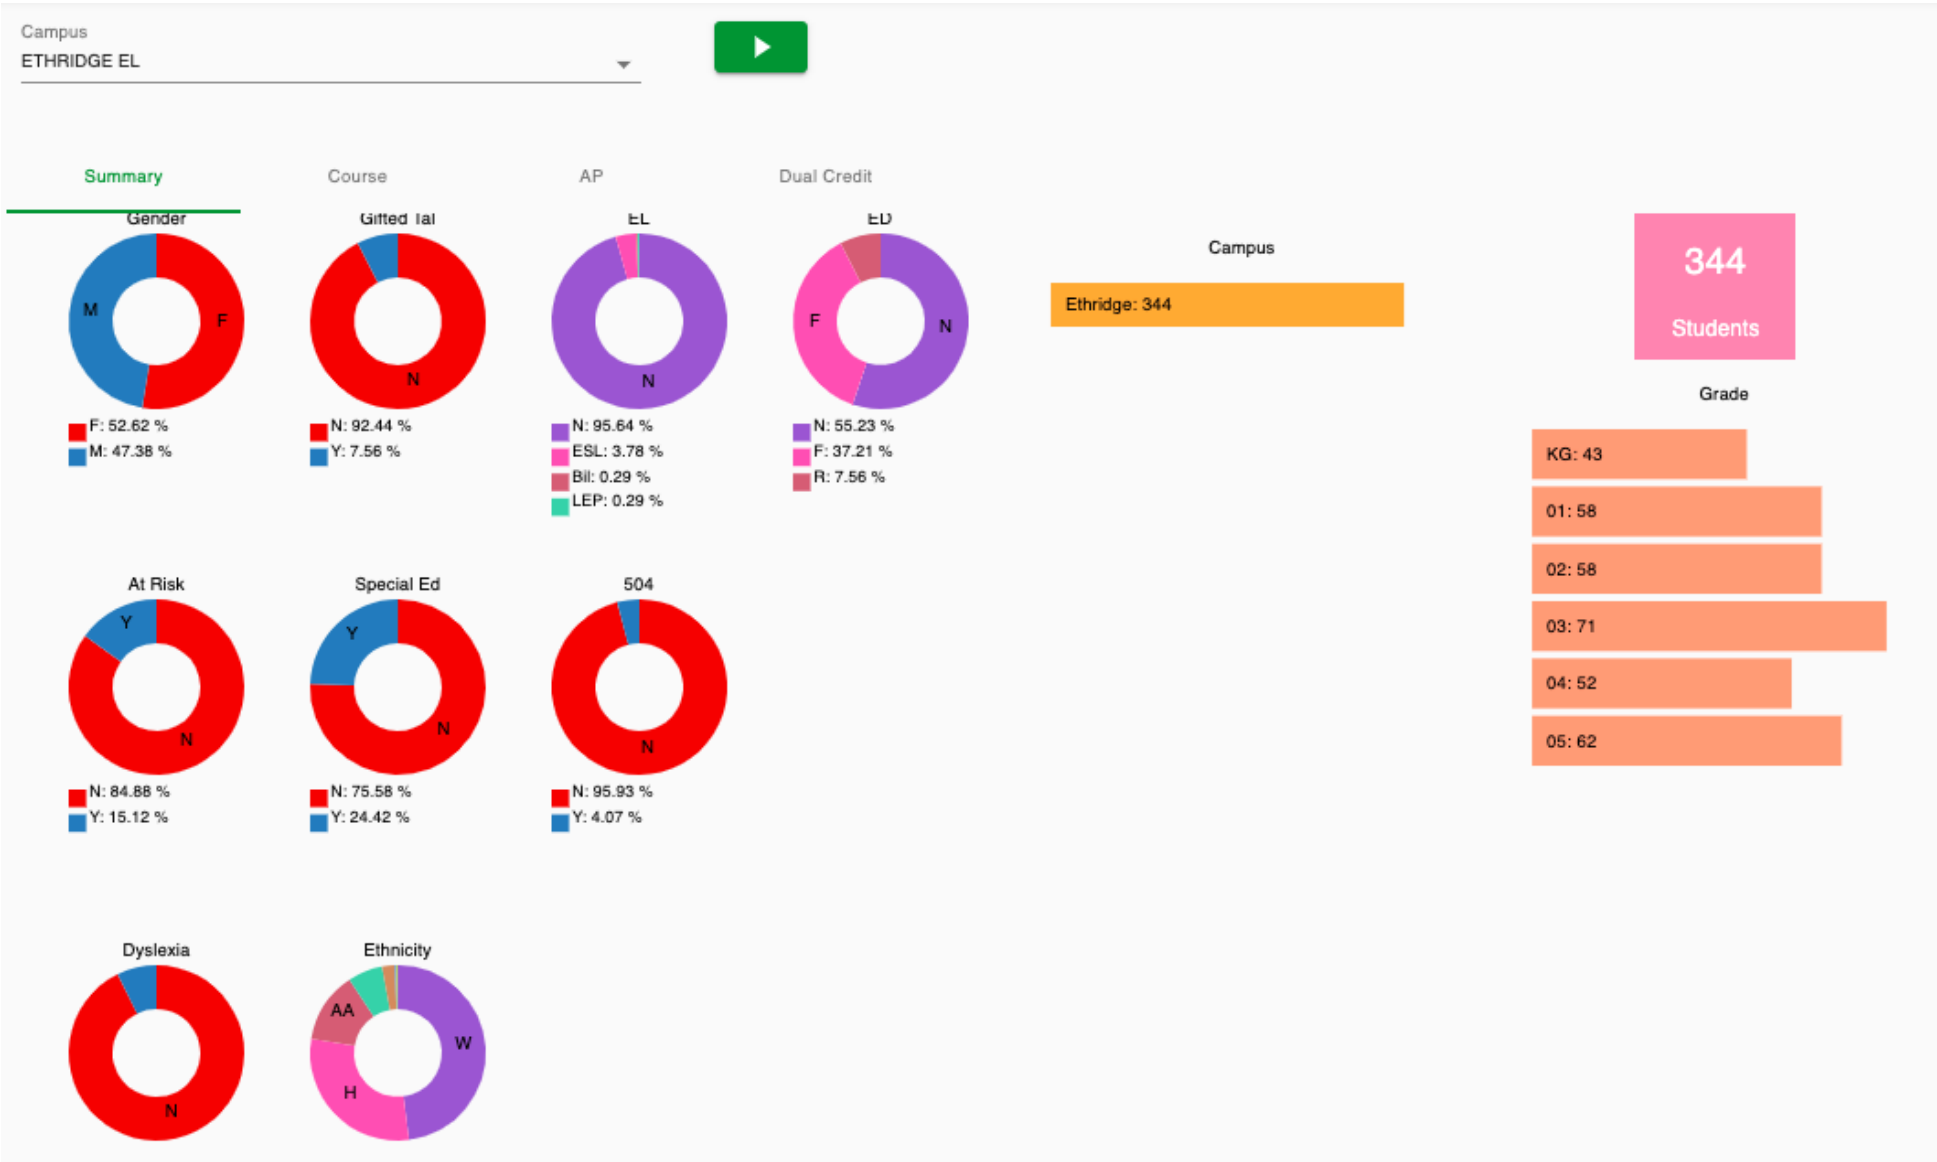 Campus
ETHRIDGE EL
Summary
Course
AP
Dual Credit
Gender
F
M
F: 52.62 %
M: 47.38 %
Gifted Tal
N
N: 92.44 %
Y: 7.56 %
EL
N
N: 95.64 %
ESL: 3.78 %
Bil: 0.29 %
LEP: 0.29 %
ED
F
N
N: 55.23 %
F: 37.21 %
R: 7.56 %
Campus
Ethridge: 344
344
Students
Grade
KG: 43
01: 58
02: 58
03: 71
04: 52
05: 62
At Risk
Y
N
N: 84.88 %
Y: 15.12 %
Special Ed
Y
N
N: 75.58 %
Y: 24.42 %
504
N
N: 95.93 %
Y: 4.07 %
Dyslexia
N
Ethnicity
AA
W
H